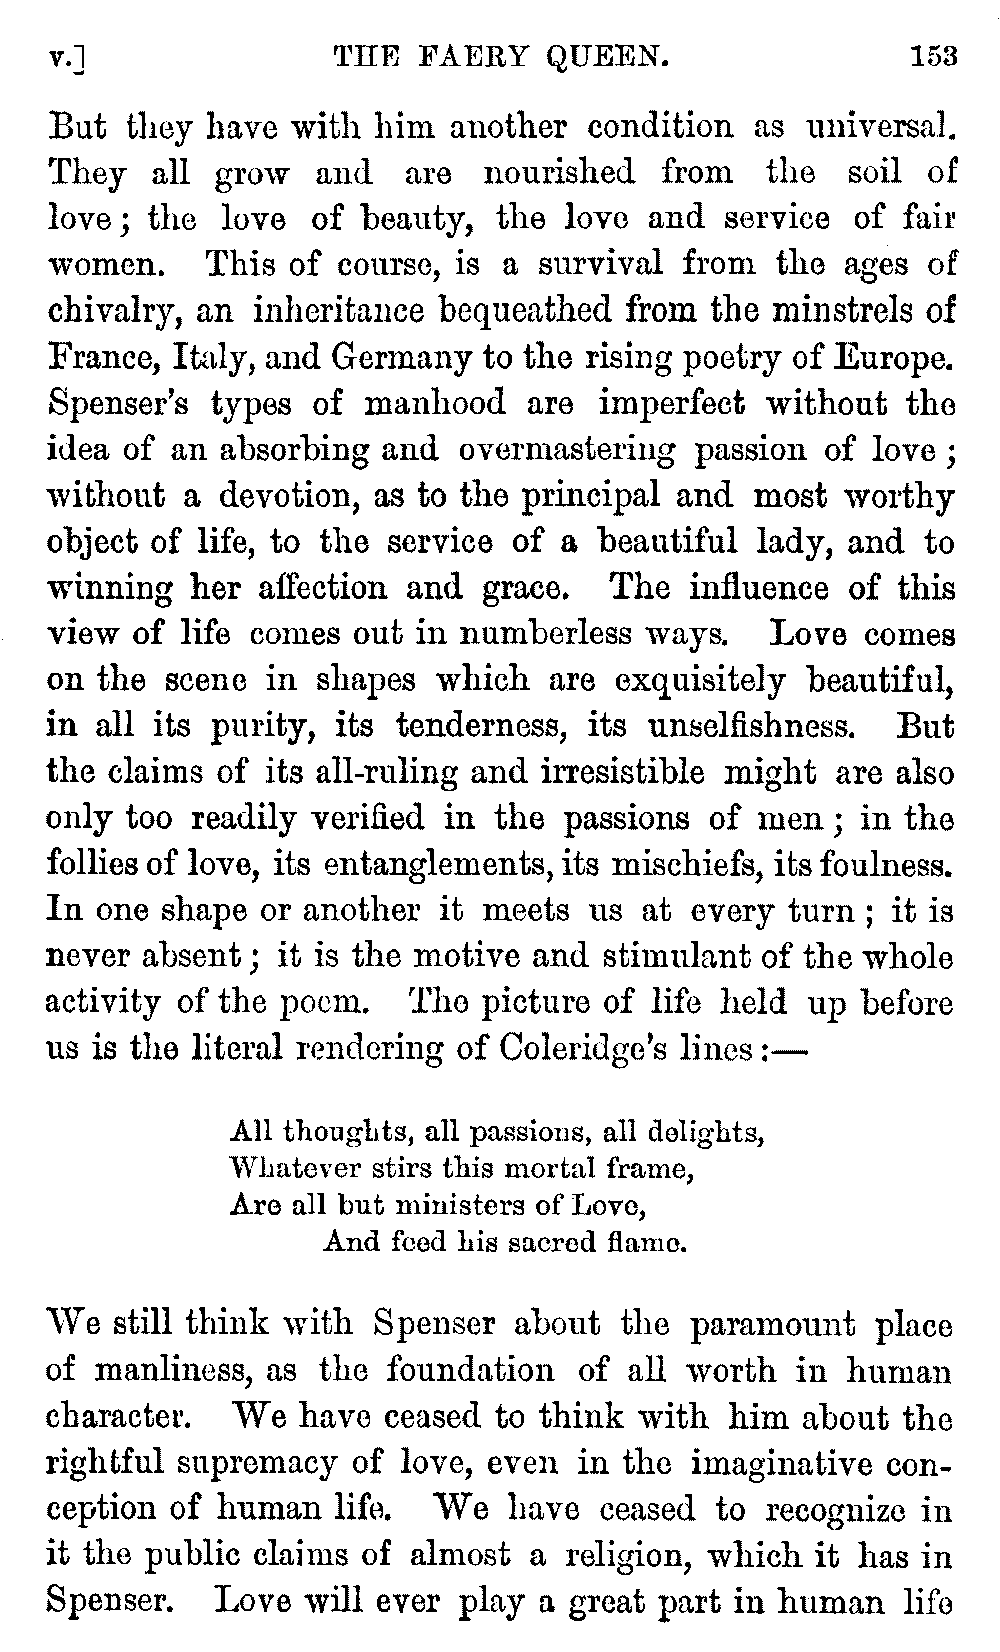 v.] THE FAERY QUEEN. 153
But they have with him another condition as universal.
They all grow and are nourished from the soil of
love; the love of beauty, the love and service of fair
women. This of course, is a survival from the ages of
chivalry, an inheritance bequeathed from the minstrels of
France, Italy, and Germany to the rising poetry of Europe.
Spenser's types of manhood are imperfect without the
idea of an absorbing and overmastering passion of love;
without a devotion, as to the principal and most worthy
object of life, to the service of a beautiful lady, and to
winning her affection and grace. The influence of this
view of life comes out in numberless ways. Love comes
on the scene in shapes which are exquisitely beautiful,
in all its purity, its tenderness, its unselfishness. But
the claims of its all-ruling and irresistible might are also
only too readily verified in the passions of men; in the
follies of love, its entanglements, its mischiefs, its foulness.
In one shape or another it meets us at every turn; it is
never absent; it is the motive and stimulant of the whole
activity of the poem. The picture of life held up before
us is the literal rendering of Coleridge's lines:—
All thoughts, all passions, all delights,
Whatever stirs this mortal frame,
Are all but ministers of Love,
And feed his sacred flame.
We still think with Spenser about the paramount place
of manliness, as the foundation of all worth in human
character. We have ceased to think with him about the
rightful supremacy of love, even in the imaginative con-
ception of human life. We have ceased to recognize in
it the public claims of almost a religion, which it has in
Spenser. Love will ever play a great part in human life